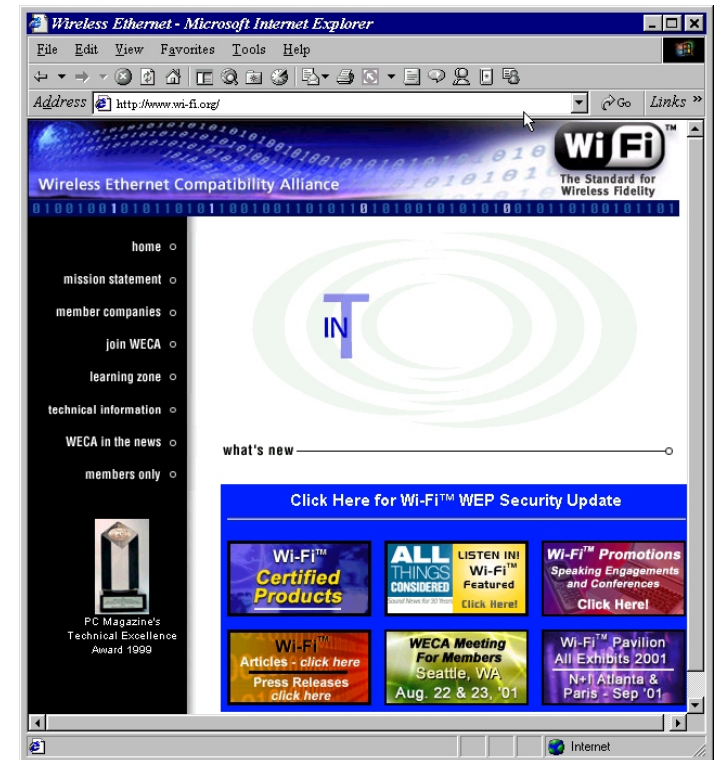 Wireless Ethernet - Microsoft Internet Explorer
File Edit View Favorites Tools Help
Address http://www.wi-fi.org/ Go Links »
Wi Fi TM
The Standard for
Wireless Fidelity
Wireless Ethernet Compatibility Alliance
home
mission statement
member companies
join WECA
learning zone
technical information
WECA in the news
members only
PC Magazine's
Technical Excellence
Award 1999
IN T
what's new
Click Here for Wi-Fi™ WEP Security Update
Wi-Fi™
Certified
Products
ALL
THINGS
CONSIDERED
Sound News for 30 Years
LISTEN IN!
Wi-Fi™
Featured
Click Here!
Wi-Fi™ Promotions
Speaking Engagements
and Conferences
Click Here!
Wi-Fi™
Articles - click here
Press Releases
click here
WECA Meeting
For Members
Seattle, WA
Aug. 22 & 23, '01
Wi-Fi™ Pavilion
All Exhibits 2001
N+I Atlanta &
Paris - Sep '01
Internet